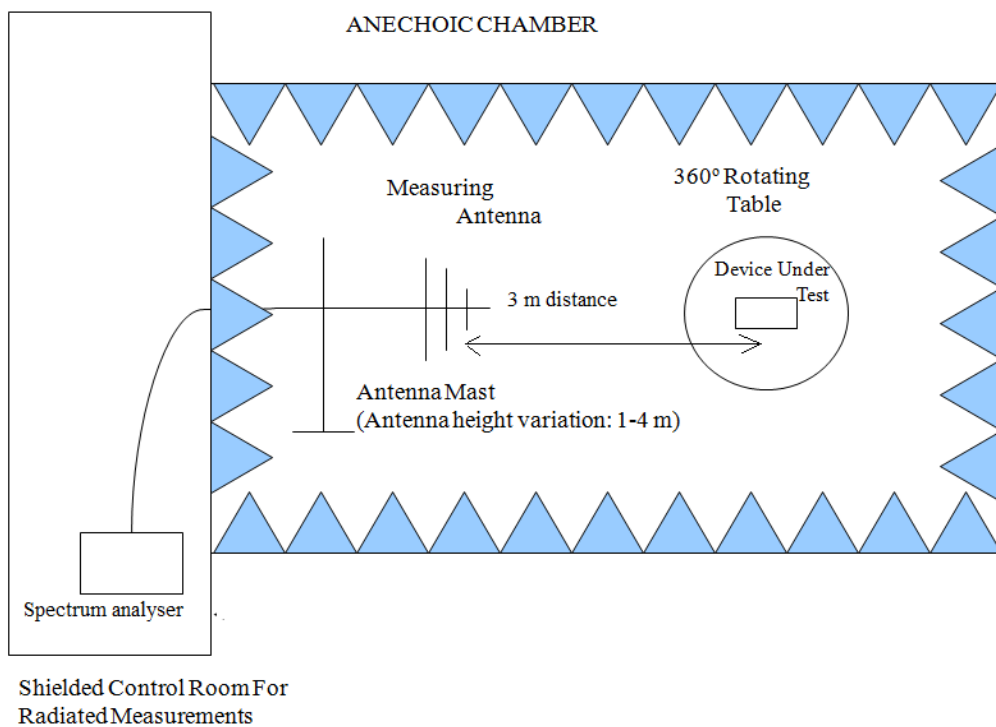 ANECHOIC CHAMBER
Measuring
Antenna
360º Rotating
Table
Device Under
Test
3 m distance
Antenna Mast
(Antenna height variation: 1-4 m)
Spectrum analyser
Shielded Control Room For
Radiated Measurements